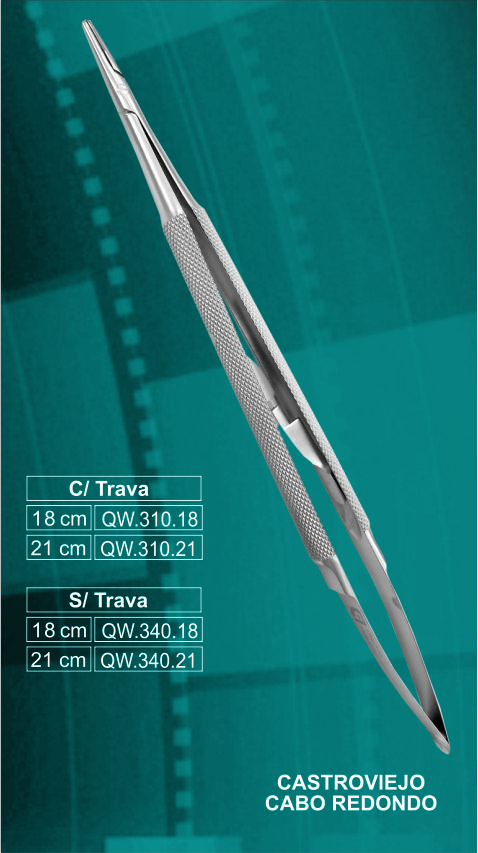 C/ Trava
18 cm QW.310.18
21 cm QW.310.21
S/ Trava
18 cm QW.340.18
21 cm QW.340.21
CASTROVIEJO
CABO REDONDO